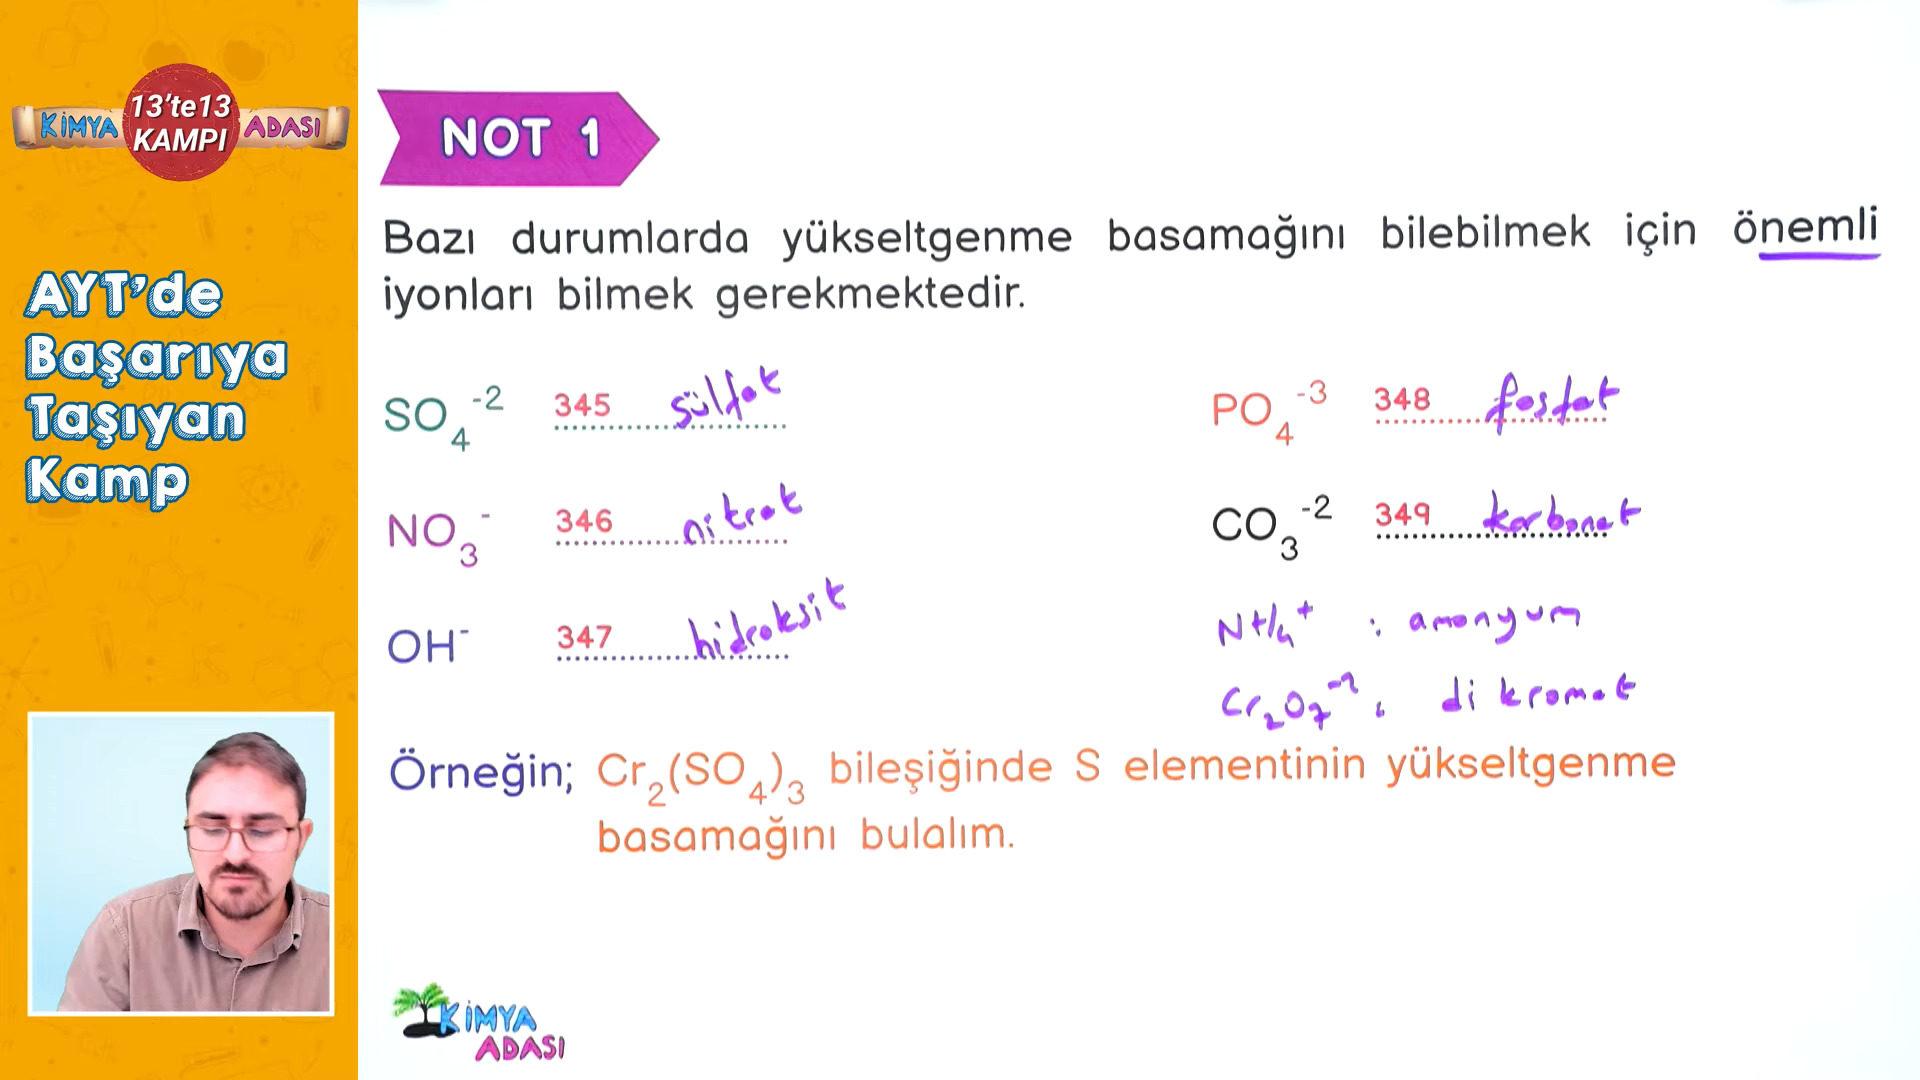 KİMYA 13'te13 KAMPI ADASI
AYT'de
Başarıya
Taşıyan
Kamp
NOT 1
Bazı durumlarda yükseltgenme basamağını bilebilmek için önemli
iyonları bilmek gerekmektedir.
SO₄⁻² 345 sülfat
PO₄⁻³ 348 fosfat
NO₃⁻ 346 nitrat
CO₃⁻² 349 karbonat
OH⁻ 347 hidroksit
NH₄⁺ : amonyum
Cr₂O₇⁻² : di kromat
Örneğin; Cr₂(SO₄)₃ bileşiğinde S elementinin yükseltgenme
basamağını bulalım.
KİMYA
ADASI